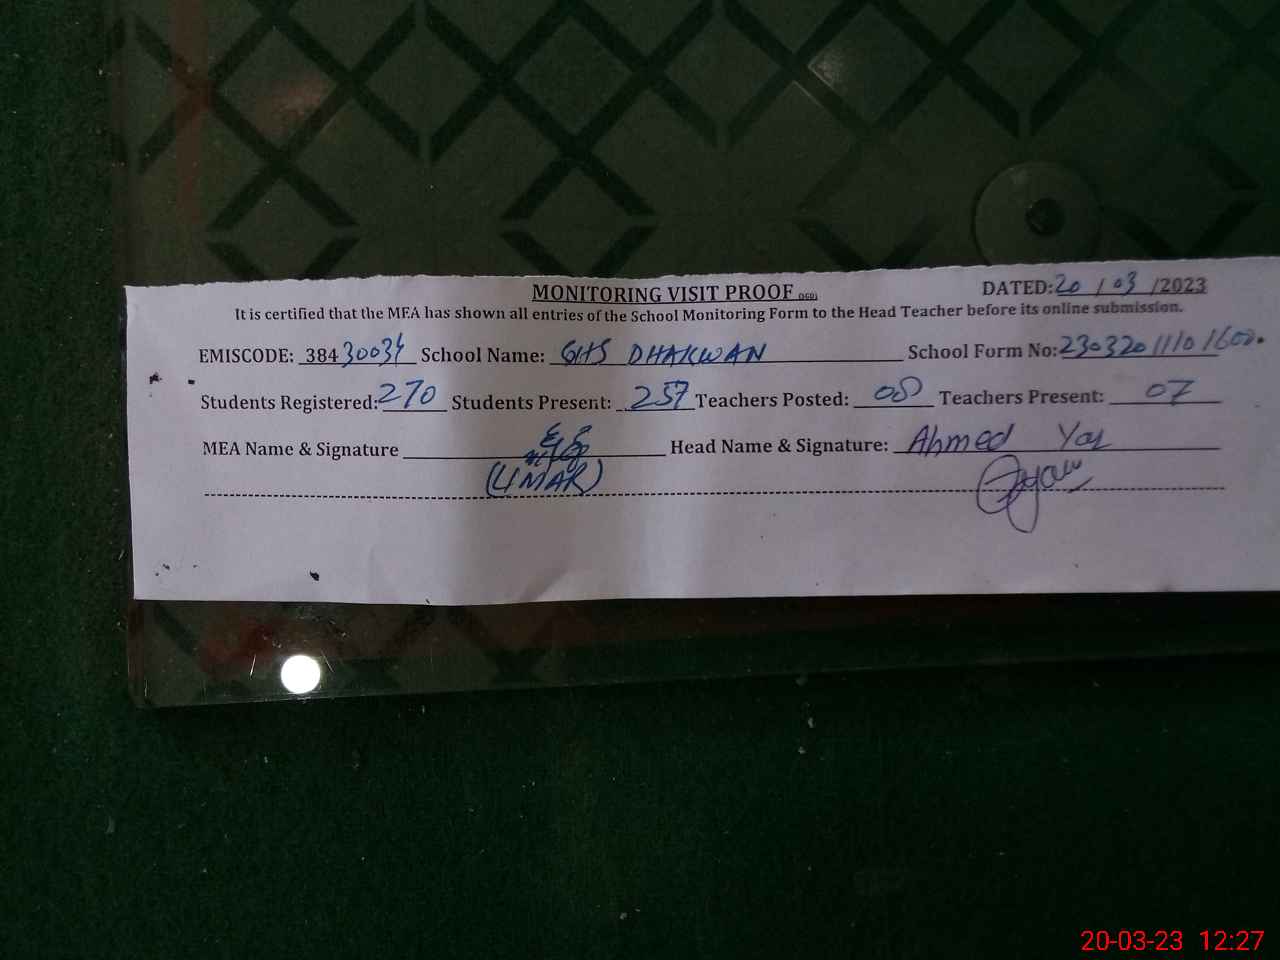 MONITORING VISIT PROOF DATED: 20/03/2023
It is certified that the MEA has shown all entries of the School Monitoring Form to the Head Teacher before its online submission.
EMISCODE: 38430034 School Name: GHS DHAKWAN School Form No:
Students Registered: 270 Students Present: 257 Teachers Posted: 08 Teachers Present: 07
MEA Name & Signature Head Name & Signature: Ahmed Yar
(UMAR)
20-03-23 12:27